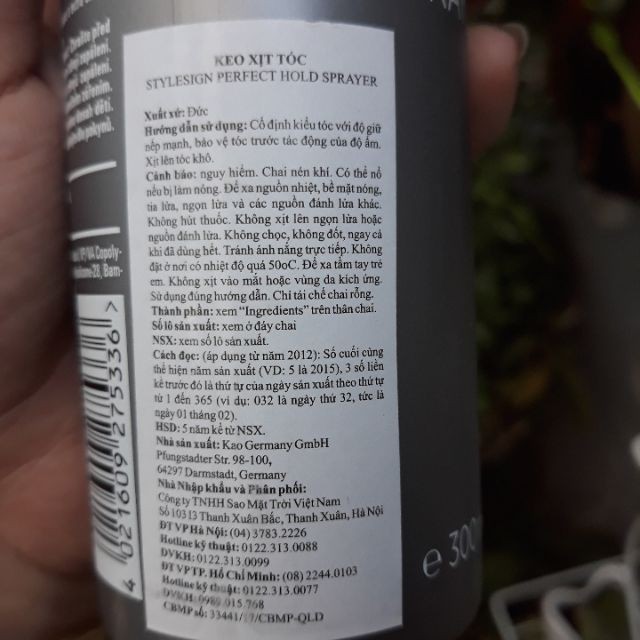 KEO XỊT TÓC
STYLESIGN PERFECT HOLD SPRAYER
Xuất xứ: Đức
Hướng dẫn sử dụng: Cố định kiểu tóc với độ giữ
nếp mạnh, bảo vệ tóc trước tác động của độ ẩm.
Xịt lên tóc khô.
Cảnh báo: nguy hiểm. Chai nén khí. Có thể nổ
nếu bị làm nóng. Để xa nguồn nhiệt, bề mặt nóng,
tia lửa, ngọn lửa và các nguồn đánh lửa khác.
Không hút thuốc. Không xịt lên ngọn lửa hoặc
nguồn đánh lửa. Không chọc, không đốt, ngay cả
khi đã dùng hết. Tránh ánh nắng trực tiếp. Không
đặt ở nơi có nhiệt độ quá 50oC. Để xa tầm tay trẻ
em. Không xịt vào mắt hoặc vùng da kích ứng.
Sử dụng đúng hướng dẫn. Chỉ tái chế chai rỗng.
Thành phần: xem "Ingredients" trên thân chai.
Số lô sản xuất: xem ở đáy chai
NSX: xem số lô sản xuất.
Cách đọc: (áp dụng từ năm 2012): Số cuối cùng
thể hiện năm sản xuất (VD: 5 là 2015), 3 số liền
kề trước đó là thứ tự của ngày sản xuất theo thứ tự
từ 1 đến 365 (ví dụ: 032 là ngày thứ 32, tức là
ngày 01 tháng 02).
HSD: 5 năm kể từ NSX.
Nhà sản xuất: Kao Germany GmbH
Pfungstadter Str. 98-100,
64297 Darmstadt, Germany
Nhà Nhập khẩu và Phân phối:
Công ty TNHH Sao Mặt Trời Việt Nam
Số 10313 Thanh Xuân Bắc, Thanh Xuân, Hà Nội
ĐT VP Hà Nội: (04) 3783.2226
Hotline kỹ thuật: 0122.313.0088
DVKH: 0122.313.0099
ĐT VPTP. Hồ Chí Minh: (08) 2244.0103
Hotline kỹ thuật: 0122.313.0077
DVKH: 0989.015.768
CBMP số: 33441/17/CBMP-QLD
4 021609 275336 >
e 300